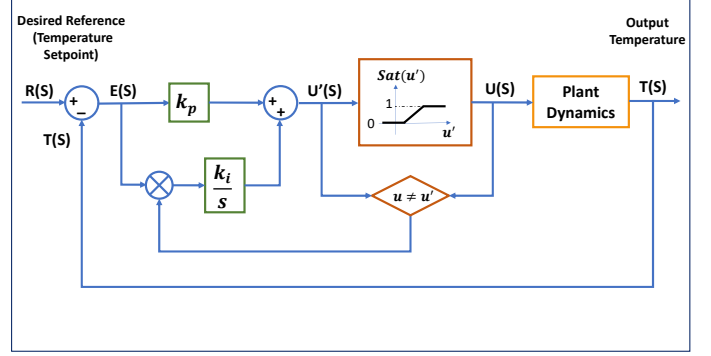 Desired Reference
(Temperature
Setpoint)
Output
Temperature
R(S)
+
−
E(S)
k_p
+
+
U'(S)
Sat(u')
1
0
u'
U(S)
Plant
Dynamics
T(S)
T(S)
k_i
s
u ≠ u'